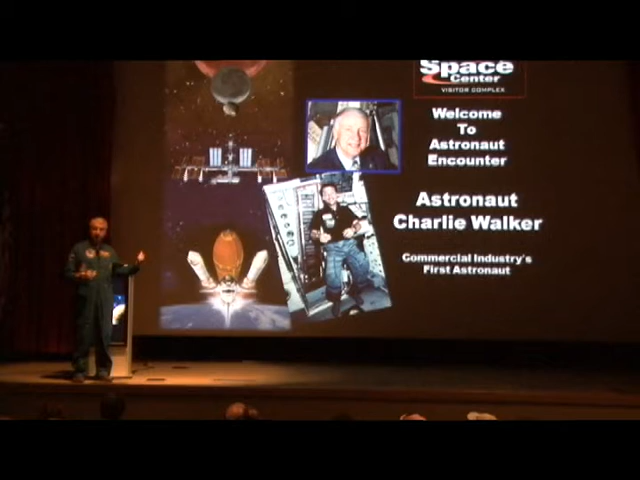 Space
Center
VISITOR COMPLEX
Welcome
To
Astronaut
Encounter
Astronaut
Charlie Walker
Commercial Industry's
First Astronaut